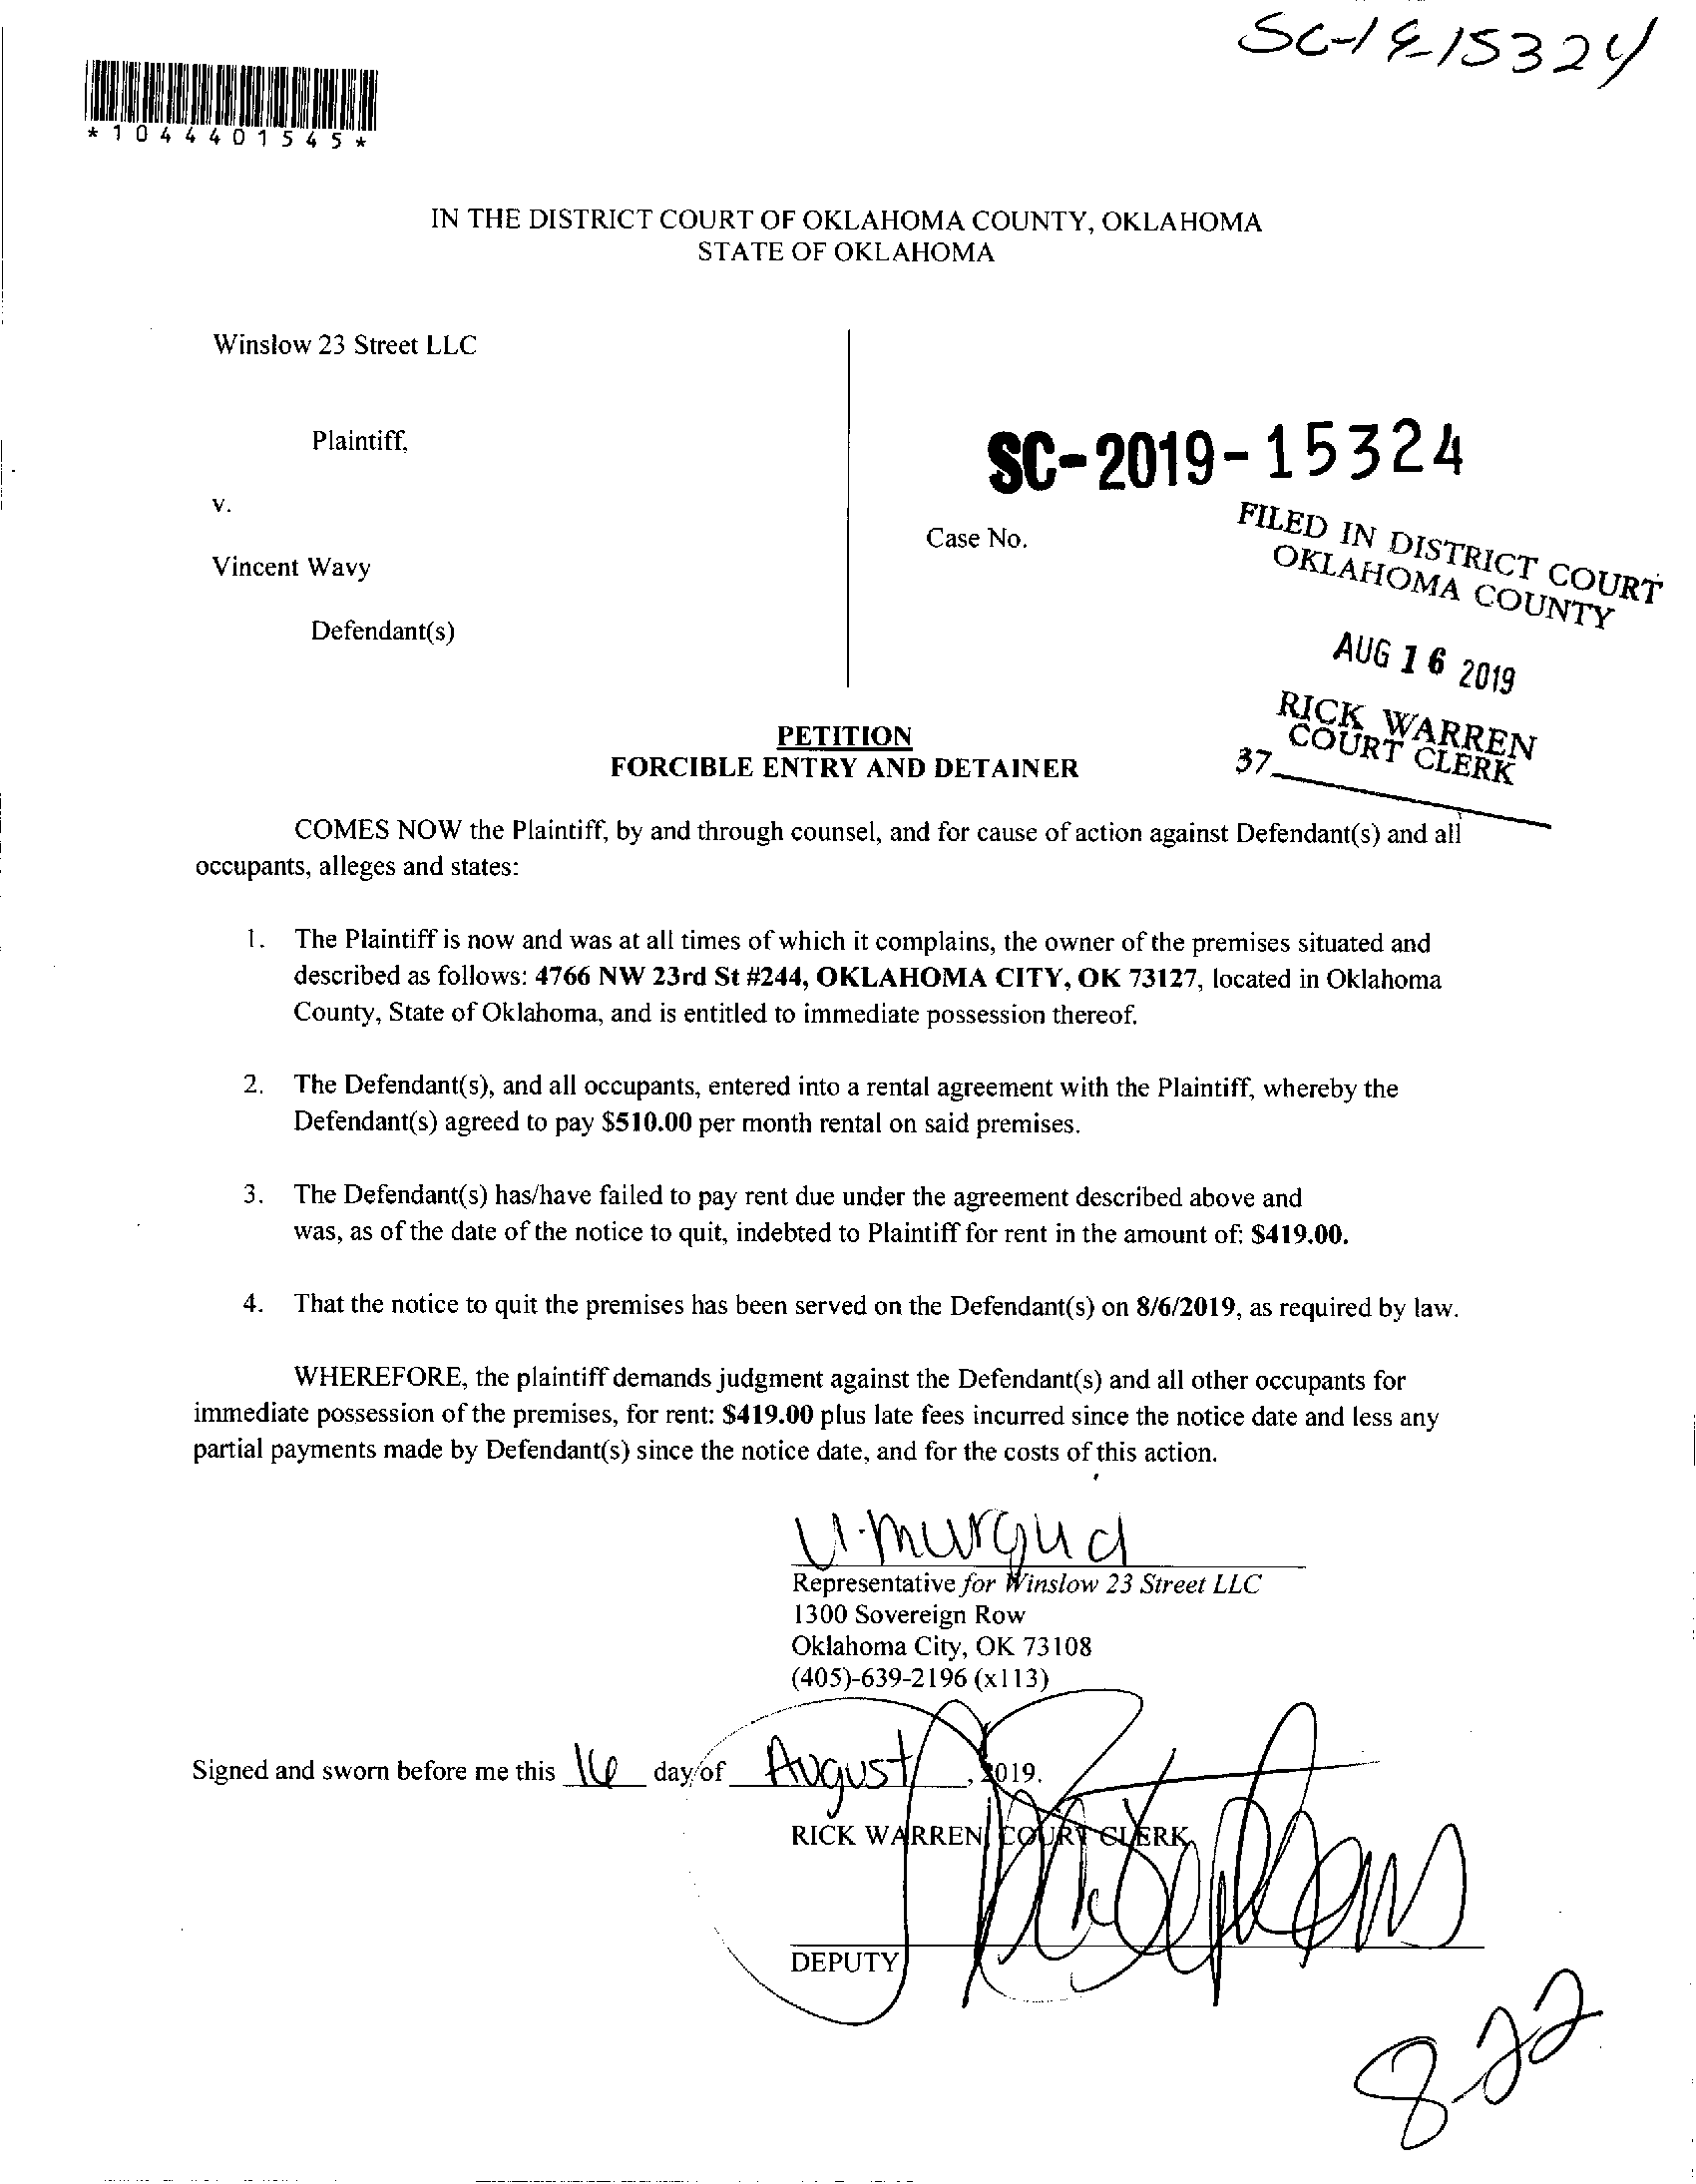 *1044401545*
IN THE DISTRICT COURT OF OKLAHOMA COUNTY, OKLAHOMA
STATE OF OKLAHOMA
Winslow 23 Street LLC
Plaintiff,
v.
Vincent Wavy
Defendant(s)
SC-2019-15324
Case No.
FILED IN DISTRICT COURT
OKLAHOMA COUNTY
AUG 16 2019
RICK WARREN
COURT CLERK
37
PETITION
FORCIBLE ENTRY AND DETAINER
COMES NOW the Plaintiff, by and through counsel, and for cause of action against Defendant(s) and all
occupants, alleges and states:
1. The Plaintiff is now and was at all times of which it complains, the owner of the premises situated and
described as follows: 4766 NW 23rd St #244, OKLAHOMA CITY, OK 73127, located in Oklahoma
County, State of Oklahoma, and is entitled to immediate possession thereof.
2. The Defendant(s), and all occupants, entered into a rental agreement with the Plaintiff, whereby the
Defendant(s) agreed to pay $510.00 per month rental on said premises.
3. The Defendant(s) has/have failed to pay rent due under the agreement described above and
was, as of the date of the notice to quit, indebted to Plaintiff for rent in the amount of: $419.00.
4. That the notice to quit the premises has been served on the Defendant(s) on 8/6/2019, as required by law.
WHEREFORE, the plaintiff demands judgment against the Defendant(s) and all other occupants for
immediate possession of the premises, for rent: $419.00 plus late fees incurred since the notice date and less any
partial payments made by Defendant(s) since the notice date, and for the costs of this action.
Representative for Winslow 23 Street LLC
1300 Sovereign Row
Oklahoma City, OK 73108
(405)-639-2196 (x113)
Signed and sworn before me this 16 day of August, 2019.
RICK WARREN COURT CLERK
DEPUTY
8-22